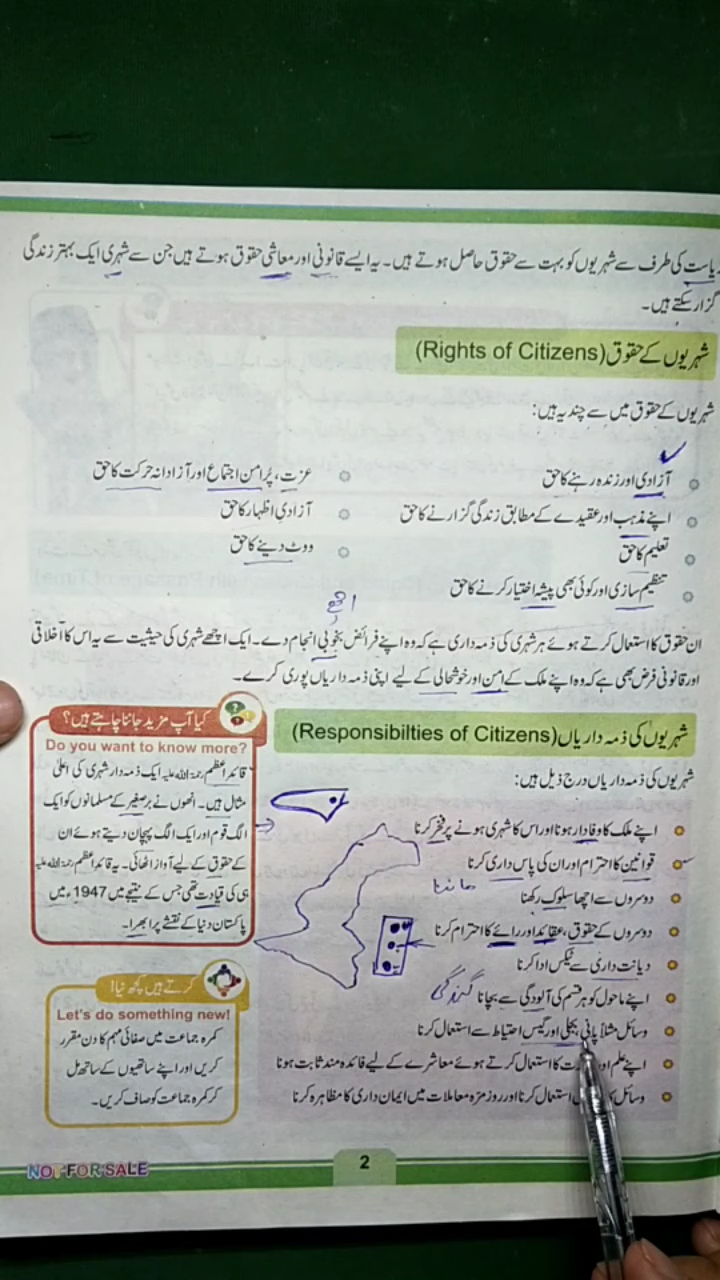 ریاست کی طرف سے شہریوں کو بہت سے حقوق حاصل ہوتے ہیں۔ یہ ایسے قانونی اور معاشی حقوق ہوتے ہیں جن سے شہری ایک بہتر زندگی
گزار سکتے ہیں۔
شہریوں کے حقوق (Rights of Citizens)
شہریوں کے حقوق میں سے چند یہ ہیں:
آزادی اور زندہ رہنے کا حق
عزت، پُرامن اجتماع اور آزادانہ حرکت کا حق
اپنے مذہب اور عقیدے کے مطابق زندگی گزارنے کا حق
آزادیِ اظہار کا حق
تعلیم کا حق
ووٹ دینے کا حق
تنظیم سازی اور کوئی بھی پیشہ اختیار کرنے کا حق
ان حقوق کا استعمال کرتے ہوئے ہر شہری کی ذمہ داری ہے کہ وہ اپنے فرائض بخوبی انجام دے۔ ایک اچھے شہری کی حیثیت سے یہ اس کا اخلاقی
اور قانونی فرض بھی ہے کہ وہ اپنے ملک کے امن اور خوشحالی کے لیے اپنی ذمہ داریاں پوری کرے۔
شہریوں کی ذمہ داریاں (Responsibilties of Citizens)
شہریوں کی ذمہ داریاں درج ذیل ہیں:
اپنے ملک کا وفادار ہونا اور اس کا شہری ہونے پر فخر کرنا
قوانین کا احترام اور ان کی پاس داری کرنا
ماننا
دوسروں سے اچھا سلوک رکھنا
دوسروں کے حقوق، عقائد اور رائے کا احترام کرنا
دیانت داری سے ٹیکس ادا کرنا
اپنے ماحول کو ہر قسم کی آلودگی سے بچانا گندگی
وسائل مثلاً پانی، بجلی اور گیس احتیاط سے استعمال کرنا
اپنے علم اور کا استعمال کرتے ہوئے معاشرے کے لیے فائدہ مند ثابت ہونا
وسائل استعمال کرنا اور روزمرہ معاملات میں ایمان داری کا مظاہرہ کرنا
کیا آپ مزید جاننا چاہتے ہیں؟
Do you want to know more?
قائدِ اعظم رحمۃ اللہ علیہ ایک ذمہ دار شہری کی اعلیٰ
مثال ہیں۔ انھوں نے برصغیر کے مسلمانوں کو ایک
الگ قوم اور ایک الگ پہچان دیتے ہوئے ان
کے حقوق کے لیے آواز اٹھائی۔ یہ قائدِ اعظم رحمۃ اللہ علیہ
ہی کی قیادت تھی جس کے نتیجے میں 1947ء میں
پاکستان دنیا کے نقشے پر ابھرا۔
کرتے ہیں کچھ نیا!
Let's do something new!
کمرہ جماعت میں صفائی مہم کا دن مقرر
کریں اور اپنے ساتھیوں کے ساتھ مل
کر کمرہ جماعت کو صاف کریں۔
NOT FOR SALE
2